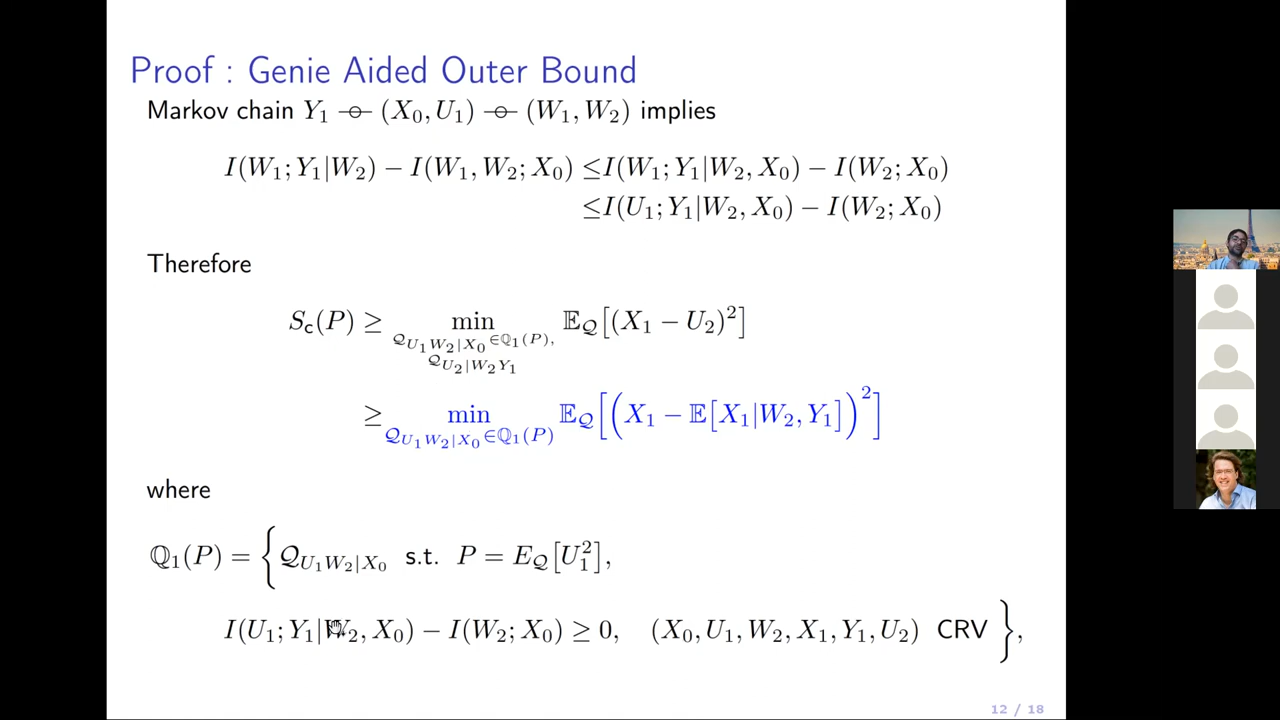 Proof : Genie Aided Outer Bound
Markov chain Y₁ −o− (X₀, U₁) −o− (W₁, W₂) implies
I(W₁; Y₁|W₂) − I(W₁, W₂; X₀) ≤I(W₁; Y₁|W₂, X₀) − I(W₂; X₀)
≤I(U₁; Y₁|W₂, X₀) − I(W₂; X₀)
Therefore
S_c(P) ≥ min_{𝒬_{U₁W₂|X₀}∈ℚ₁(P), 𝒬_{U₂|W₂Y₁}} 𝔼_𝒬[(X₁ − U₂)²]
≥ min_{𝒬_{U₁W₂|X₀}∈ℚ₁(P)} 𝔼_𝒬[(X₁ − 𝔼[X₁|W₂, Y₁])²]
where
ℚ₁(P) = {𝒬_{U₁W₂|X₀} s.t. P = E_𝒬[U₁²],
I(U₁; Y₁|W₂, X₀) − I(W₂; X₀) ≥ 0, (X₀, U₁, W₂, X₁, Y₁, U₂) CRV },
12 / 18